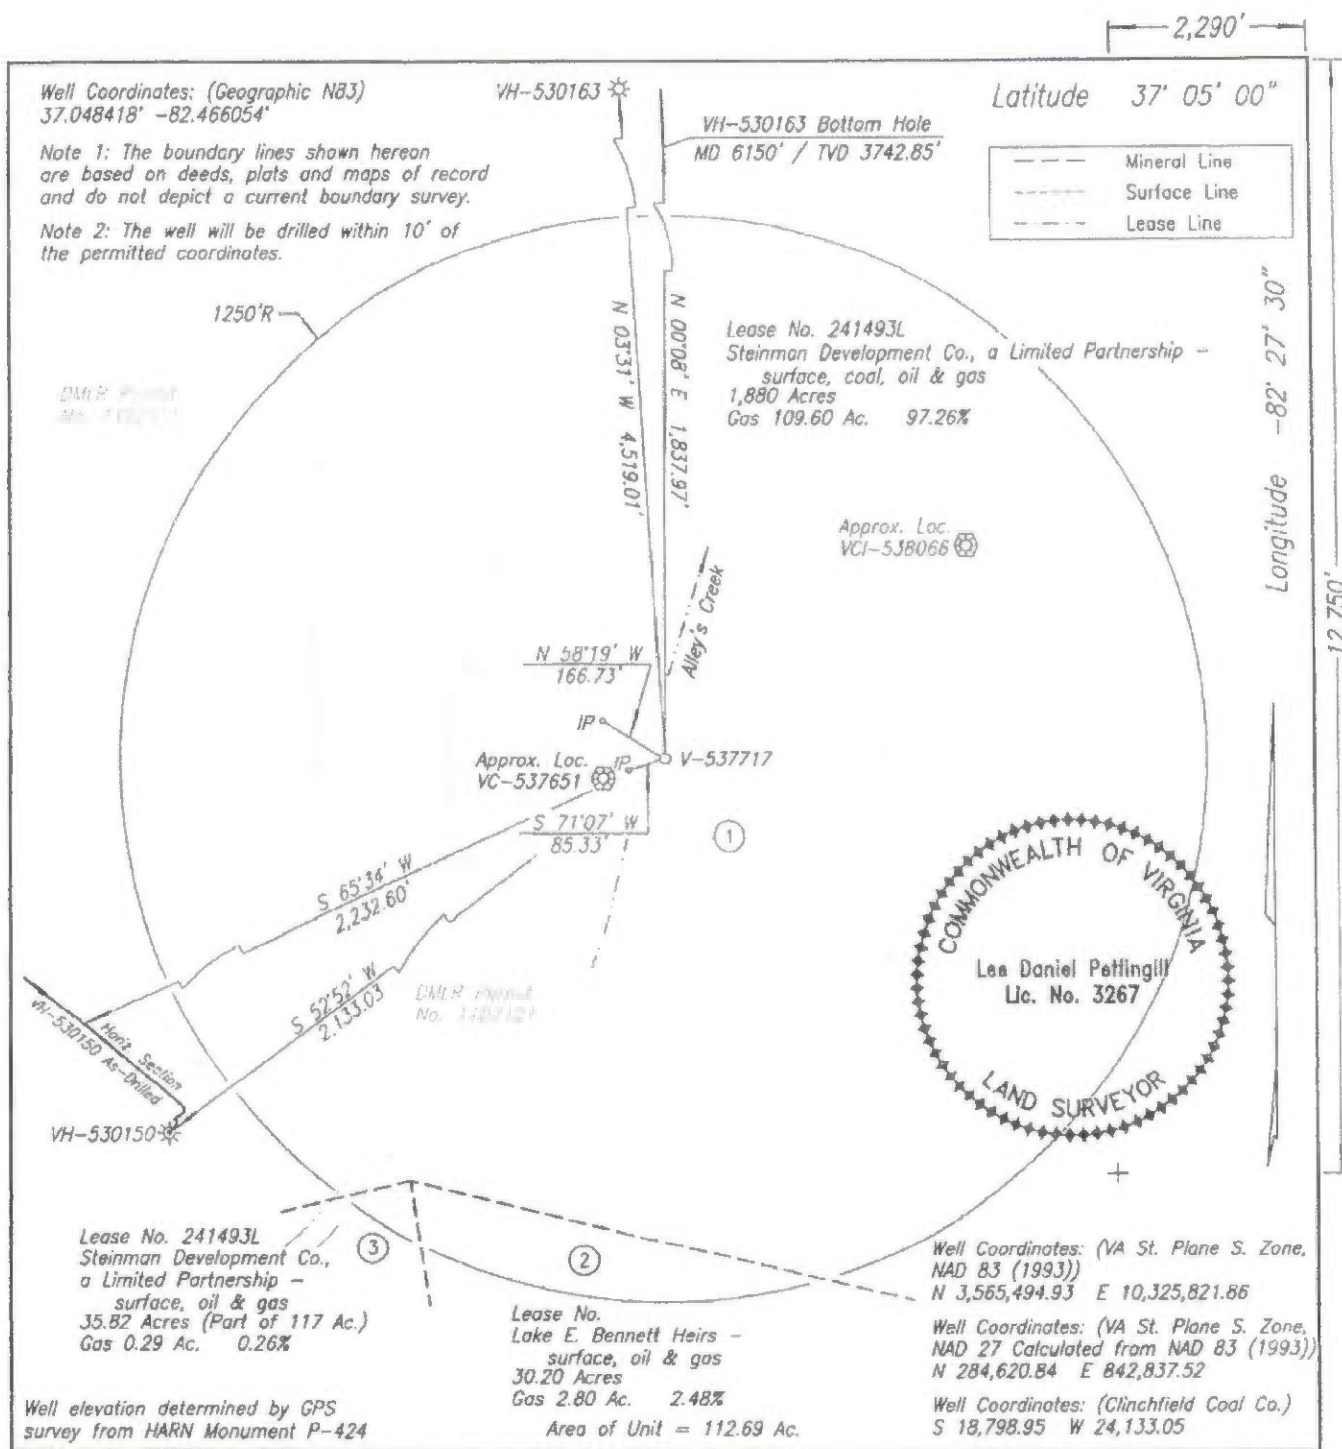 2,290'
Well Coordinates: (Geographic N83)
37.048418° -82.466054°
Note 1: The boundary lines shown hereon
are based on deeds, plats and maps of record
and do not depict a current boundary survey.
Note 2: The well will be drilled within 10' of
the permitted coordinates.
VH-530163
VH-530163 Bottom Hole
MD 6150' / TVD 3742.85'
Latitude 37° 05' 00"
Mineral Line
Surface Line
Lease Line
Longitude -82° 27' 30"
12,750'
1250'R
DMLR Permit
N 03°31' W 4,519.01'
N 00°08' E 1,837.97'
Lease No. 241493L
Steinman Development Co., a Limited Partnership -
surface, coal, oil & gas
1,880 Acres
Gas 109.60 Ac. 97.26%
Approx. Loc.
VCI-538066
Alley's Creek
N 58°19' W
166.73'
IP
V-537717
Approx. Loc.
VC-537651
IP
S 71°07' W
85.33'
1
S 65°34' W
2,232.60'
S 52°52' W
2,133.03
DMLR Permit
No.
Horiz. Section
VH-530150 As-Drilled
VH-530150
COMMONWEALTH OF VIRGINIA
Lee Daniel Pettingill
Lic. No. 3267
LAND SURVEYOR
3
2
Lease No. 241493L
Steinman Development Co.,
a Limited Partnership -
surface, oil & gas
35.82 Acres (Part of 117 Ac.)
Gas 0.29 Ac. 0.26%
Lease No.
Lake E. Bennett Heirs -
surface, oil & gas
30.20 Acres
Gas 2.80 Ac. 2.48%
Area of Unit = 112.69 Ac.
Well Coordinates: (VA St. Plane S. Zone,
NAD 83 (1993))
N 3,565,494.93 E 10,325,821.86
Well Coordinates: (VA St. Plane S. Zone,
NAD 27 Calculated from NAD 83 (1993))
N 284,620.84 E 842,837.52
Well Coordinates: (Clinchfield Coal Co.)
S 18,798.95 W 24,133.05
Well elevation determined by GPS
survey from HARN Monument P-424